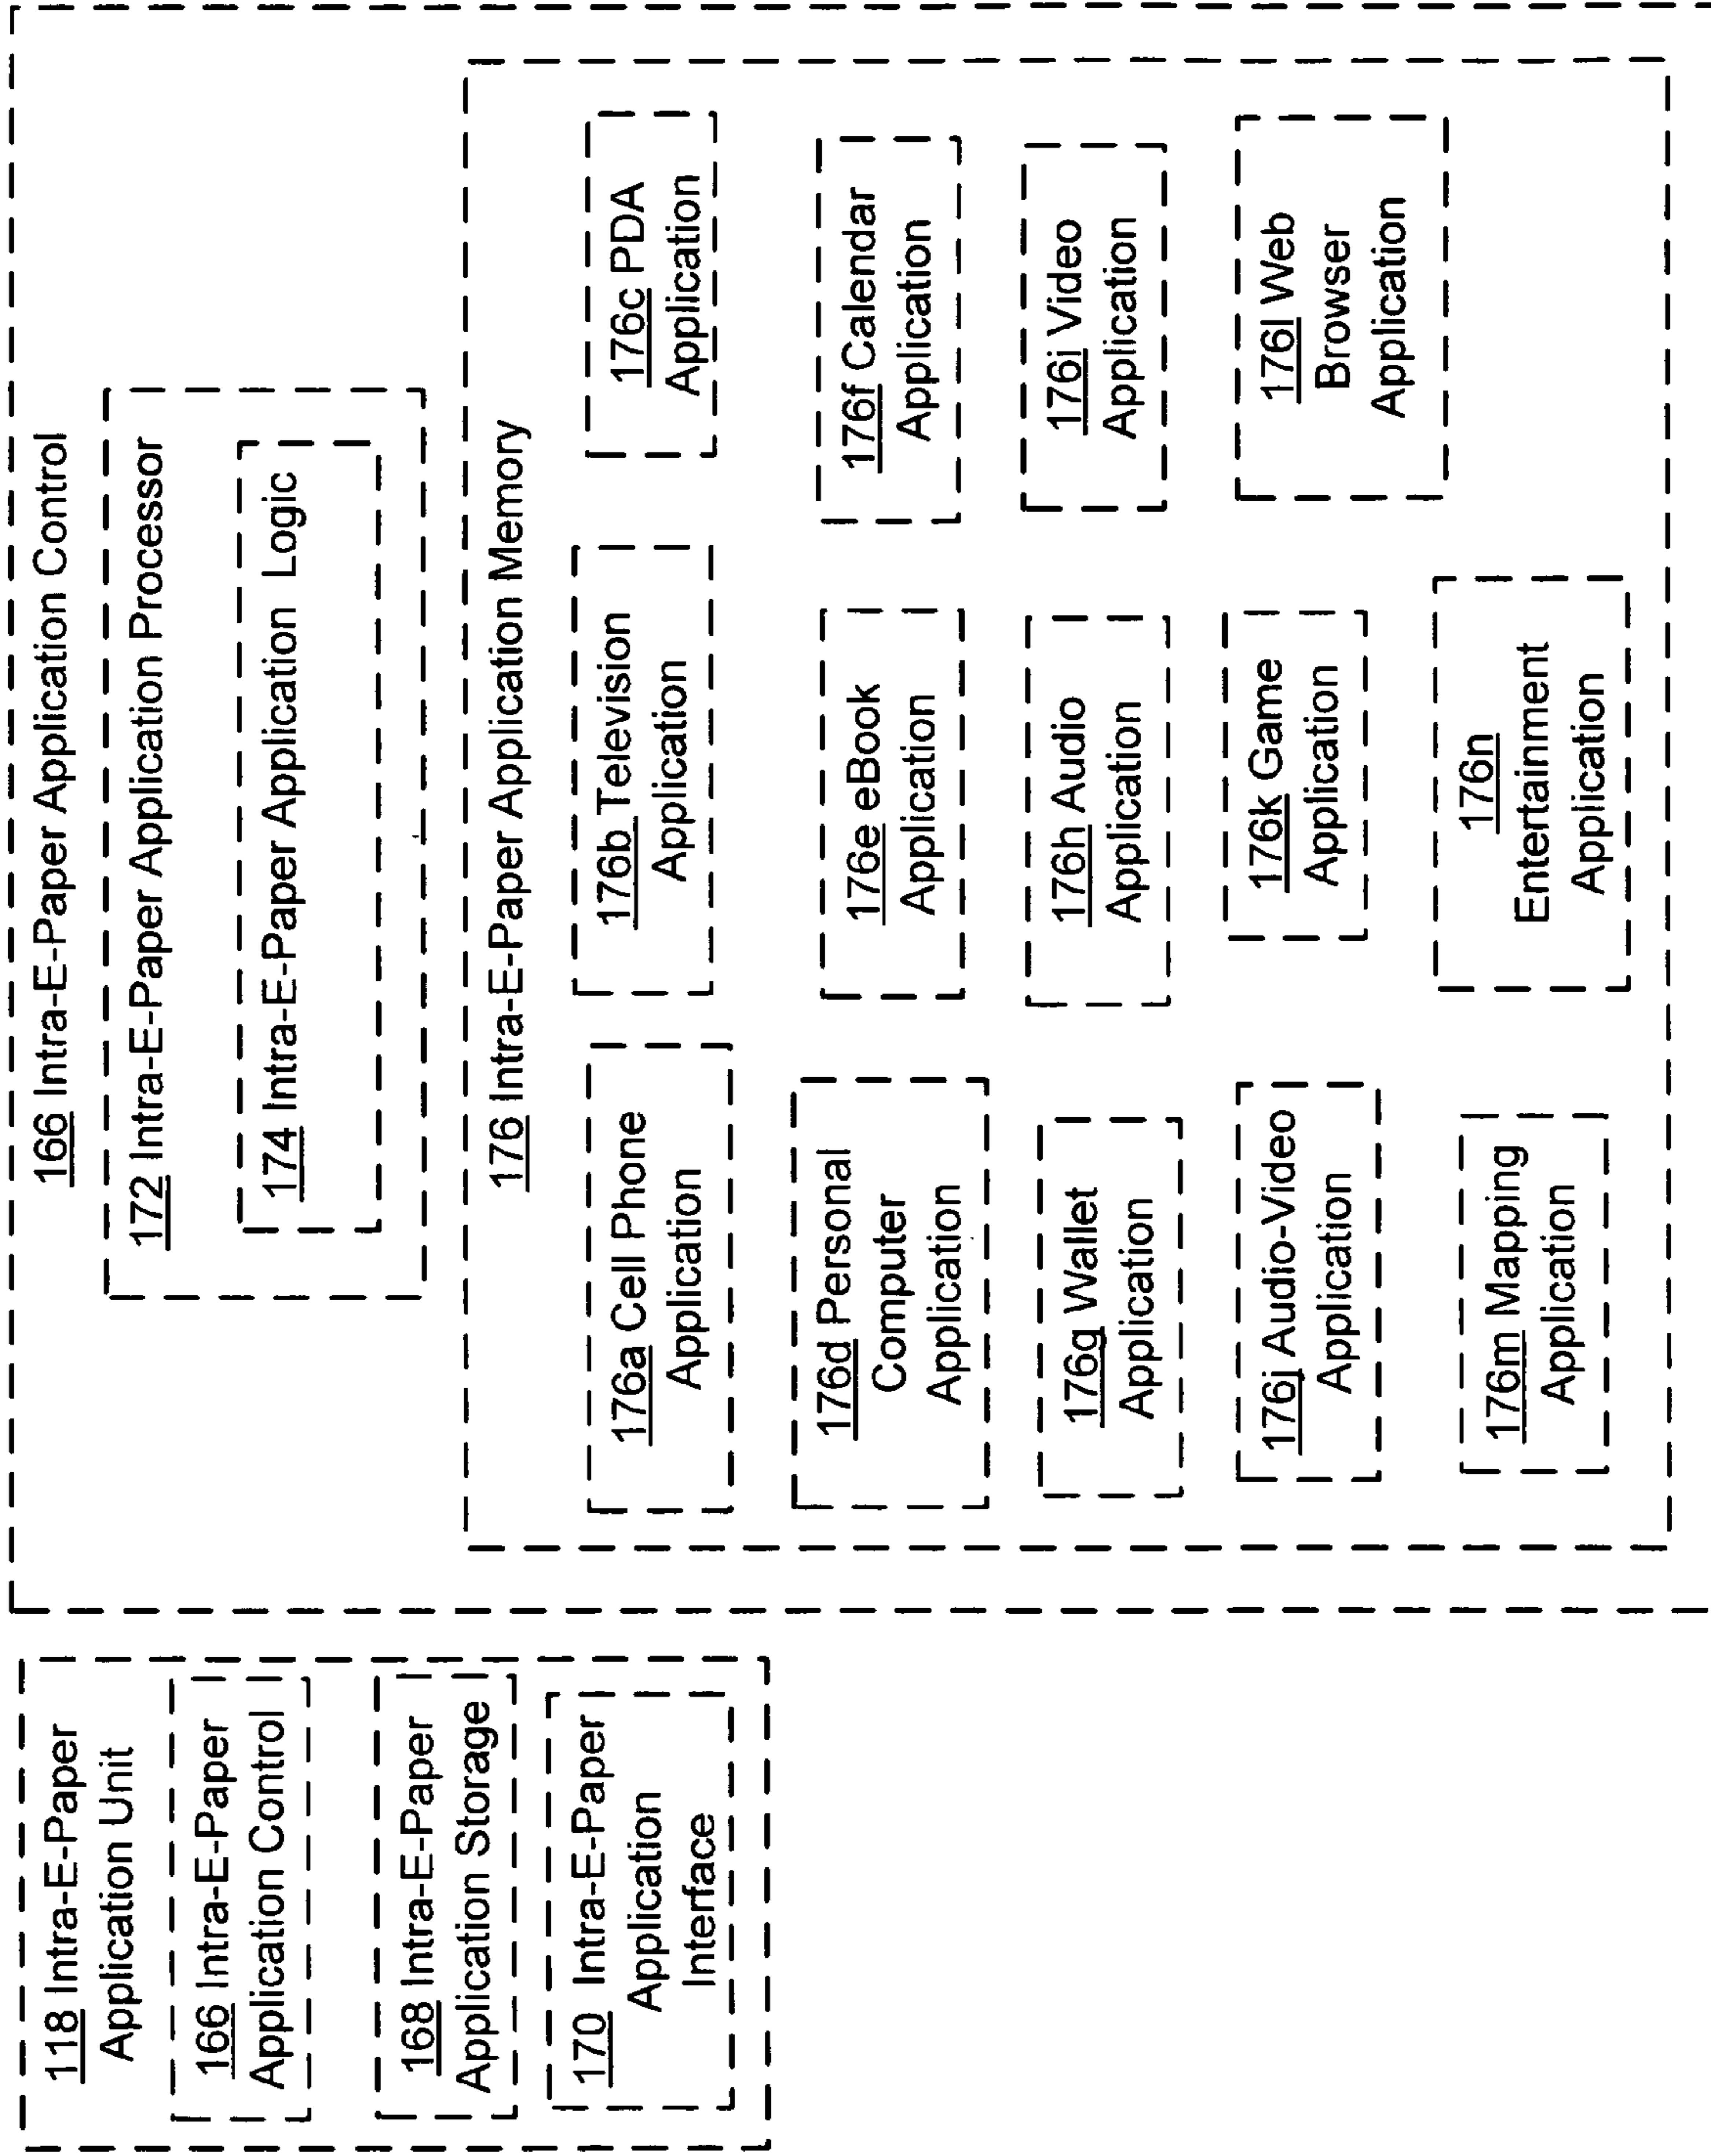 118 Intra-E-Paper
Application Unit
166 Intra-E-Paper
Application Control
168 Intra-E-Paper
Application Storage
170 Intra-E-Paper
Application
Interface
166 Intra-E-Paper Application Control
172 Intra-E-Paper Application Processor
174 Intra-E-Paper Application Logic
176 Intra-E-Paper Application Memory
176a Cell Phone
Application
176b Television
Application
176c PDA
Application
176d Personal
Computer
Application
176e eBook
Application
176f Calendar
Application
176g Wallet
Application
176h Audio
Application
176i Video
Application
176j Audio-Video
Application
176k Game
Application
176l Web
Browser
Application
176m Mapping
Application
176n
Entertainment
Application